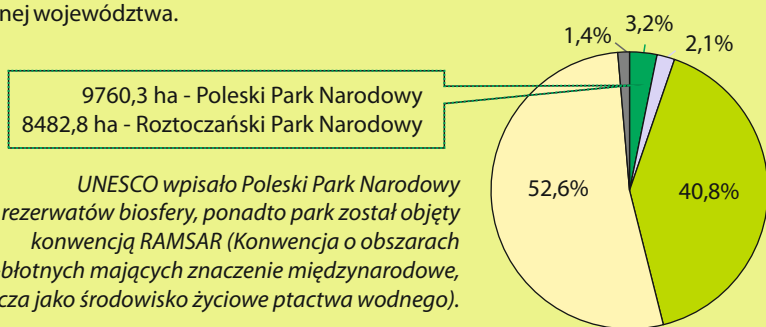 nej województwa.
1,4%
3,2%
2,1%
9760,3 ha - Poleski Park Narodowy
8482,8 ha - Roztoczański Park Narodowy
52,6%
40,8%
UNESCO wpisało Poleski Park Narodowy
rezerwatów biosfery, ponadto park został objęty
konwencją RAMSAR (Konwencja o obszarach
błotnych mających znaczenie międzynarodowe,
cza jako środowisko życiowe ptactwa wodnego).